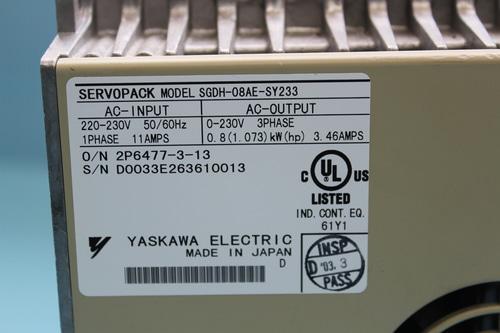 SERVOPACK MODEL SGDH-08AE-SY233
AC-INPUT AC-OUTPUT
220-230V 50/60Hz 0-230V 3PHASE
1PHASE 11AMPS 0.8(1.073)kW(hp) 3.46AMPS
O/N 2P6477-3-13
S/N D0033E263610013
C UL US
LISTED
IND. CONT. EQ.
61Y1
YASKAWA ELECTRIC
MADE IN JAPAN
D
INSP
D '03. 3
PASS